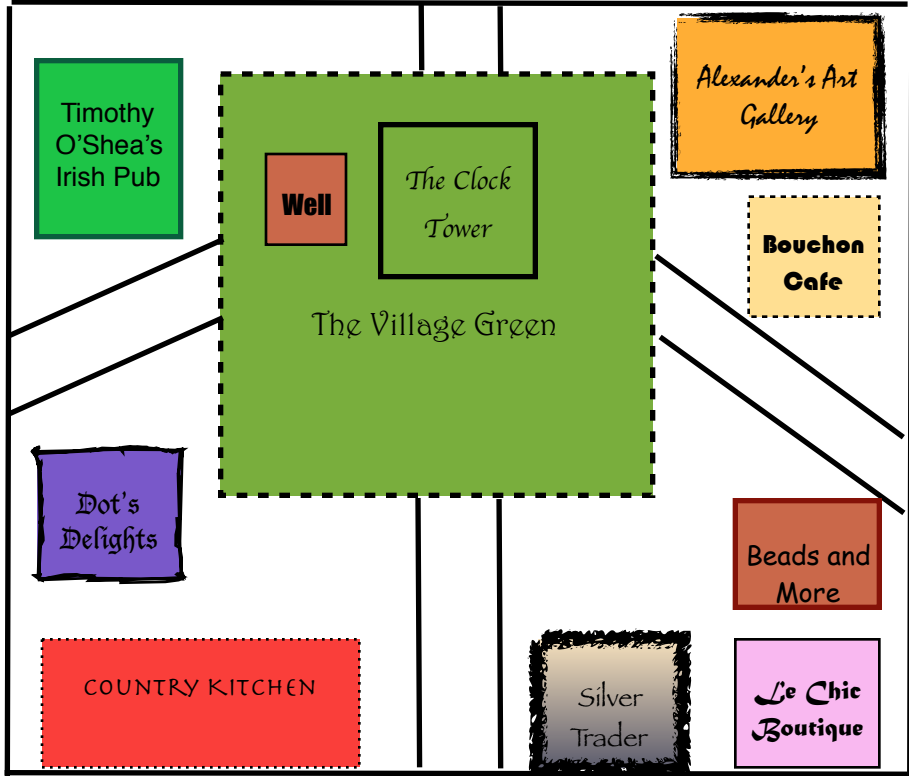 Timothy
O'Shea's
Irish Pub
Alexander's Art
Gallery
Well
The Clock
Tower
Bouchon
Cafe
The Village Green
Dot's
Delights
Beads and
More
COUNTRY KITCHEN
Silver
Trader
L'e Chic
Boutique